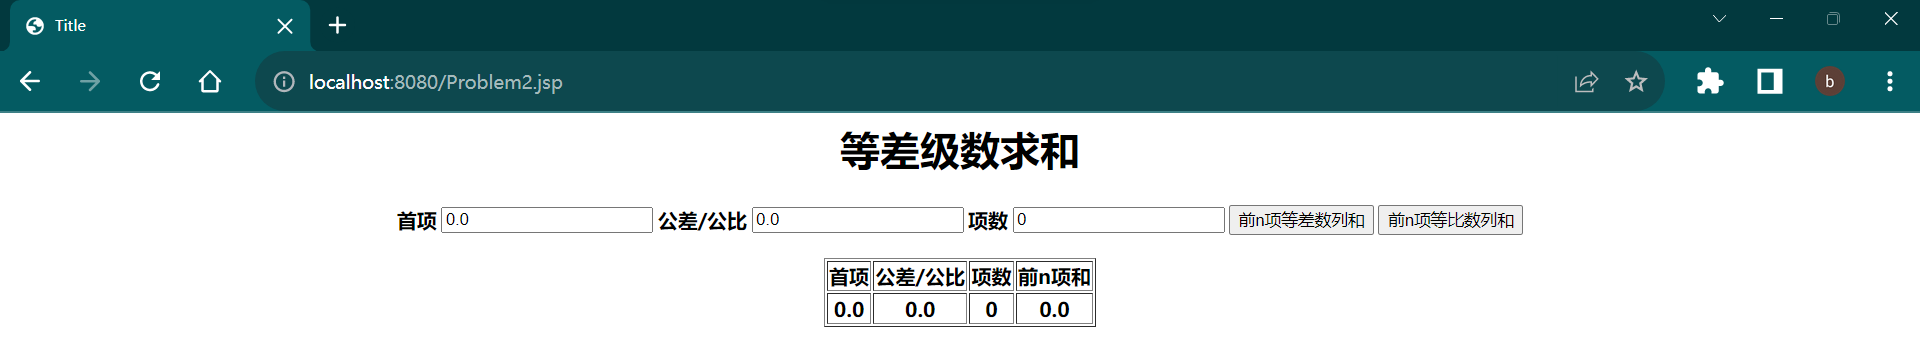 Title
localhost:8080/Problem2.jsp
b
等差级数求和
首项 0.0 公差/公比 0.0 项数 0 前n项等差数列和 前n项等比数列和
首项 公差/公比 项数 前n项和
0.0 0.0 0 0.0